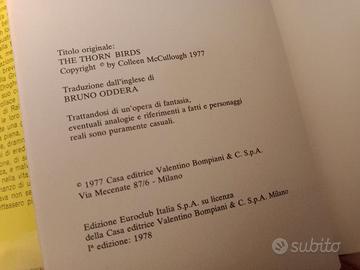 Titolo originale:
THE THORN BIRDS
Copyright © by Colleen McCullough 1977
Traduzione dall'inglese di
BRUNO ODDERA
Trattandosi di un'opera di fantasia,
eventuali analogie e riferimenti a fatti e personaggi
reali sono puramente casuali.
© 1977 Casa editrice Valentino Bompiani & C. S.p.A.
Via Mecenate 87/6 - Milano
Edizione Euroclub Italia S.p.A. su licenza
della Casa editrice Valentino Bompiani & C. S.p.A. Milano
Iª edizione: 1978
subito